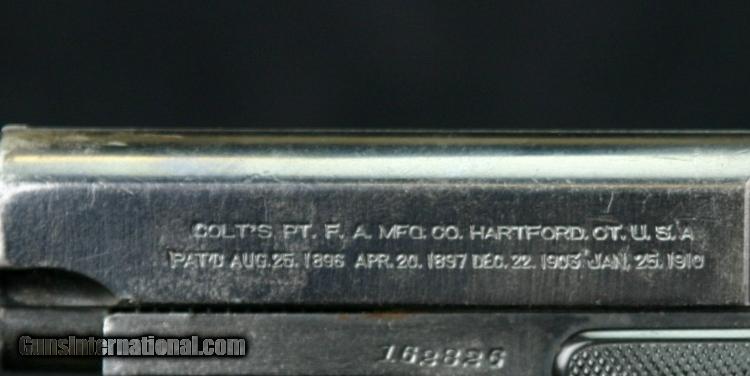 COLT'S PT. F. A. MFG. CO. HARTFORD, CT. U. S. A
PAT'D AUG. 25. 1896 APR. 20. 1897 DEC. 22. 1903 JAN. 25. 1910
162826
GunsInternational.com